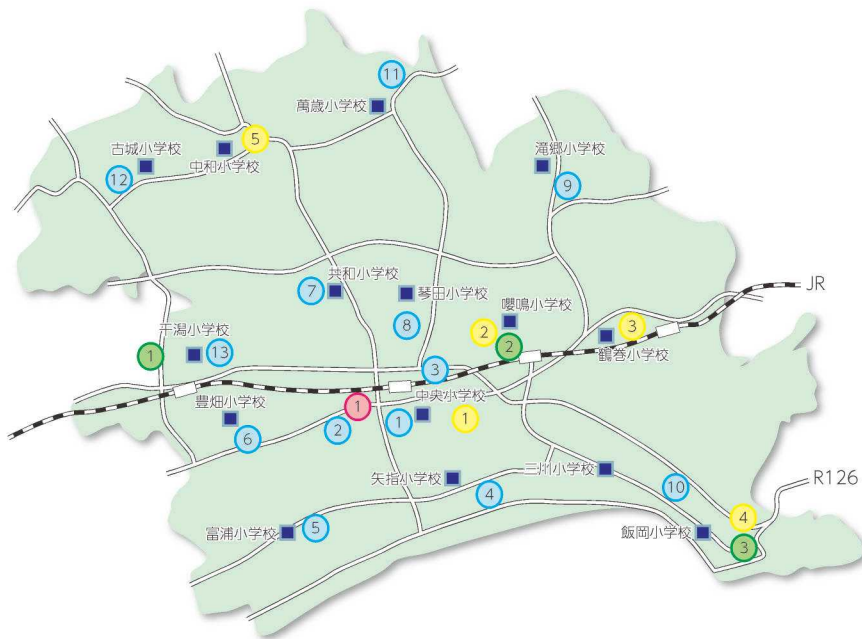 11
萬歳小学校
5
古城小学校
中和小学校
滝郷小学校
12
9
共和小学校
7
琴田小学校
JR
嚶鳴小学校
8
2
3
干潟小学校
1
13
2
鶴巻小学校
3
1
中央小学校
豊畑小学校
2
1
1
6
矢指小学校
三川小学校
R126
4
10
富浦小学校
5
4
飯岡小学校
3